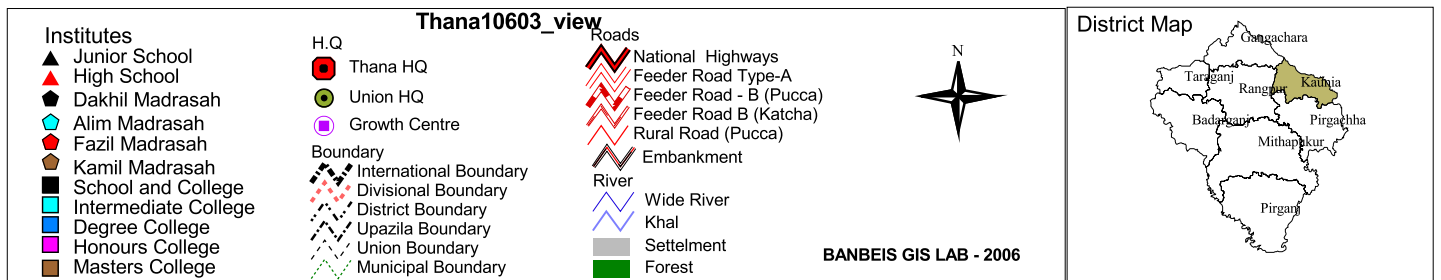 Thana10603_view
Institutes
Junior School
High School
Dakhil Madrasah
Alim Madrasah
Fazil Madrasah
Kamil Madrasah
School and College
Intermediate College
Degree College
Honours College
Masters College
H.Q
Thana HQ
Union HQ
Growth Centre
Boundary
International Boundary
Divisional Boundary
District Boundary
Upazila Boundary
Union Boundary
Municipal Boundary
Roads
National Highways
Feeder Road Type-A
Feeder Road - B (Pucca)
Feeder Road B (Katcha)
Rural Road (Pucca)
Embankment
River
Wide River
Khal
Settelment
Forest
N
BANBEIS GIS LAB - 2006
District Map
Gangachara
Taraganj
Kaunia
Rangpur
Badarganj
Pirgachha
Mithapukur
Pirganj